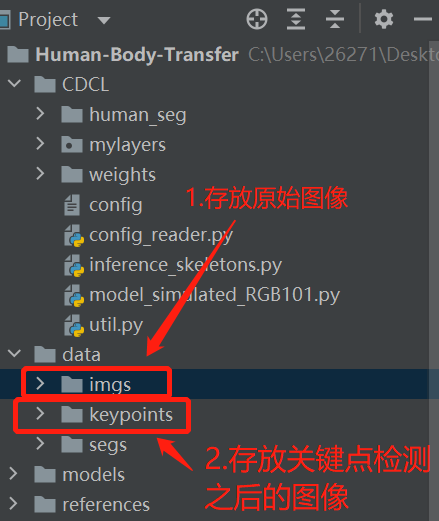 Project
Human-Body-Transfer C:\Users\26271\Deskto
CDCL
human_seg
mylayers
weights
1.存放原始图像
config
config_reader.py
inference_skeletons.py
model_simulated_RGB101.py
util.py
data
imgs
keypoints
segs
2.存放关键点检测
之后的图像
models
references